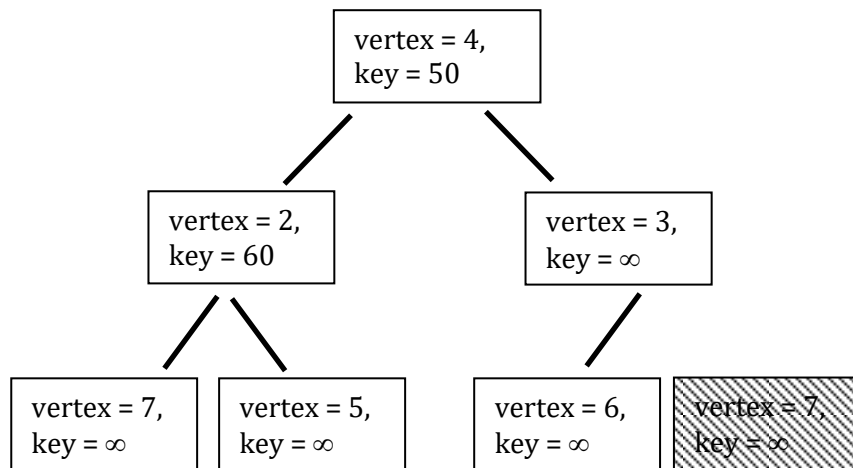 vertex = 4,
key = 50
vertex = 2,
key = 60
vertex = 3,
key = ∞
vertex = 7,
key = ∞
vertex = 5,
key = ∞
vertex = 6,
key = ∞
vertex = 7,
key = ∞